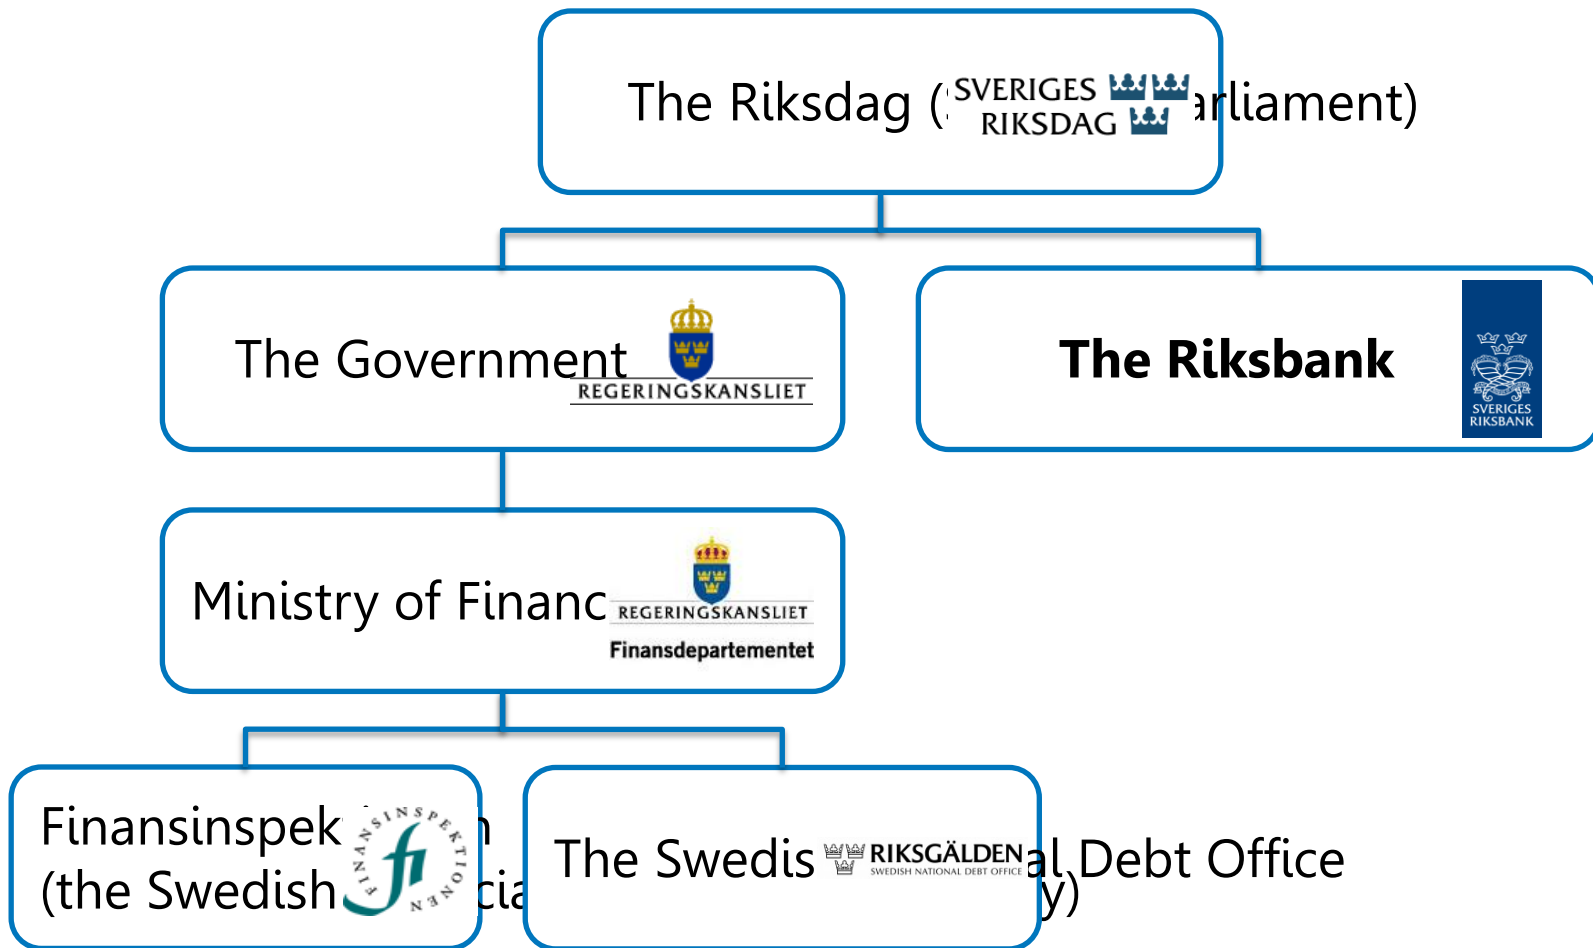 The Riksdag ( arliament)
SVERIGES
RIKSDAG
The Government
REGERINGSKANSLIET
The Riksbank
SVERIGES
RIKSBANK
Ministry of Financ
REGERINGSKANSLIET
Finansdepartementet
Finansinspek n
(the Swedish cia y)
FINANSINSPEKTIONEN
fi
The Swedis al Debt Office
RIKSGÄLDEN
SWEDISH NATIONAL DEBT OFFICE